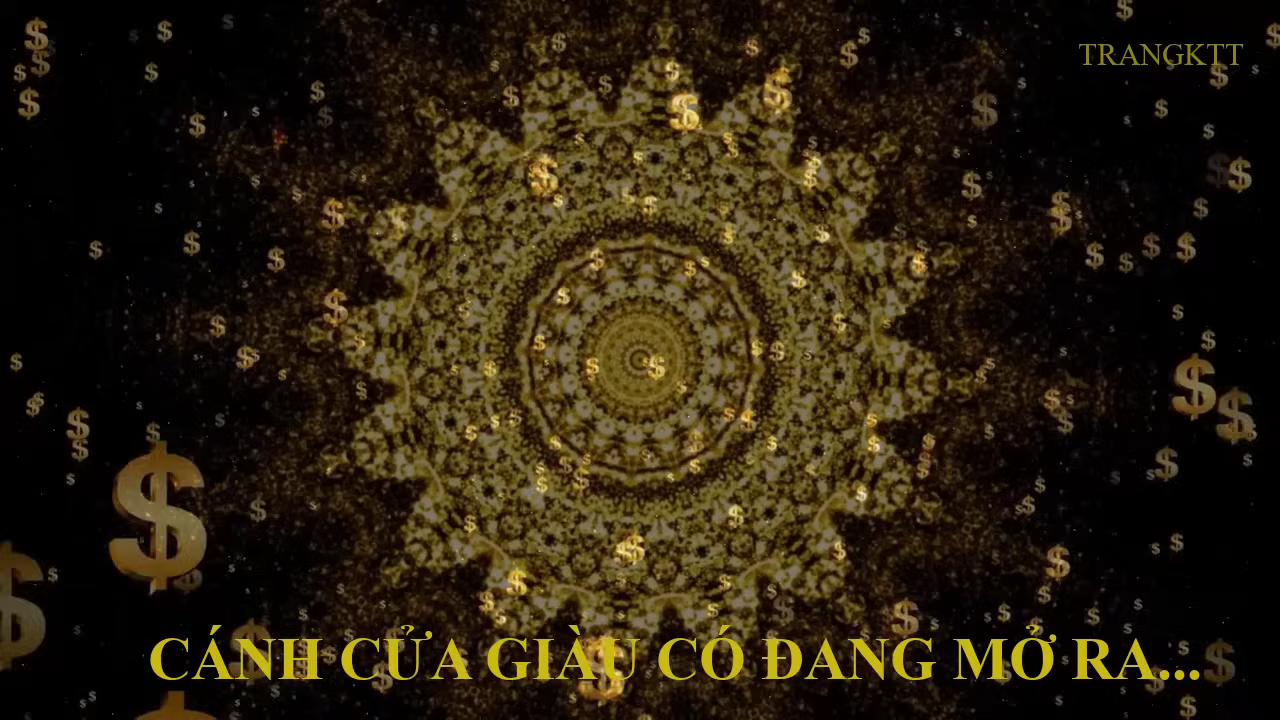 TRANGKTT
CÁNH CỬA GIÀU CÓ ĐANG MỞ RA...